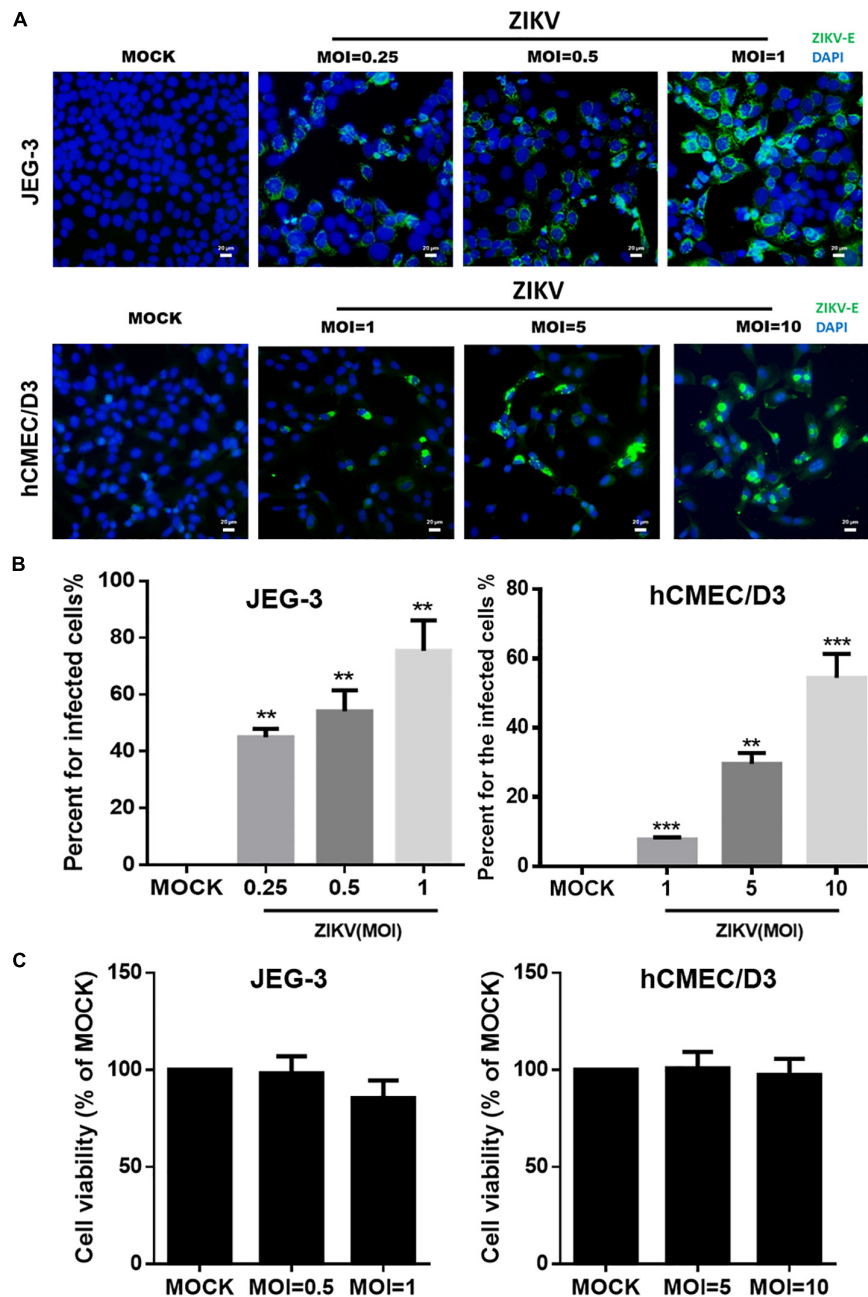 A
ZIKV
ZIKV-E
MOCK
MOI=0.25
MOI=0.5
MOI=1
DAPI
JEG-3
20 μm
20 μm
20 μm
20 μm
ZIKV
ZIKV-E
MOCK
MOI=1
MOI=5
MOI=10
DAPI
hCMEC/D3
20 μm
20 μm
20 μm
20 μm
B
JEG-3
Percent for infected cells%
100
80
60
40
20
0
**
**
**
MOCK
0.25
0.5
1
ZIKV(MOI)
hCMEC/D3
Percent for the infected cells %
80
60
40
20
0
***
**
***
MOCK
1
5
10
ZIKV(MOI)
C
JEG-3
Cell viability (% of MOCK)
150
100
50
0
MOCK
MOI=0.5
MOI=1
hCMEC/D3
Cell viability (% of MOCK)
150
100
50
0
MOCK
MOI=5
MOI=10